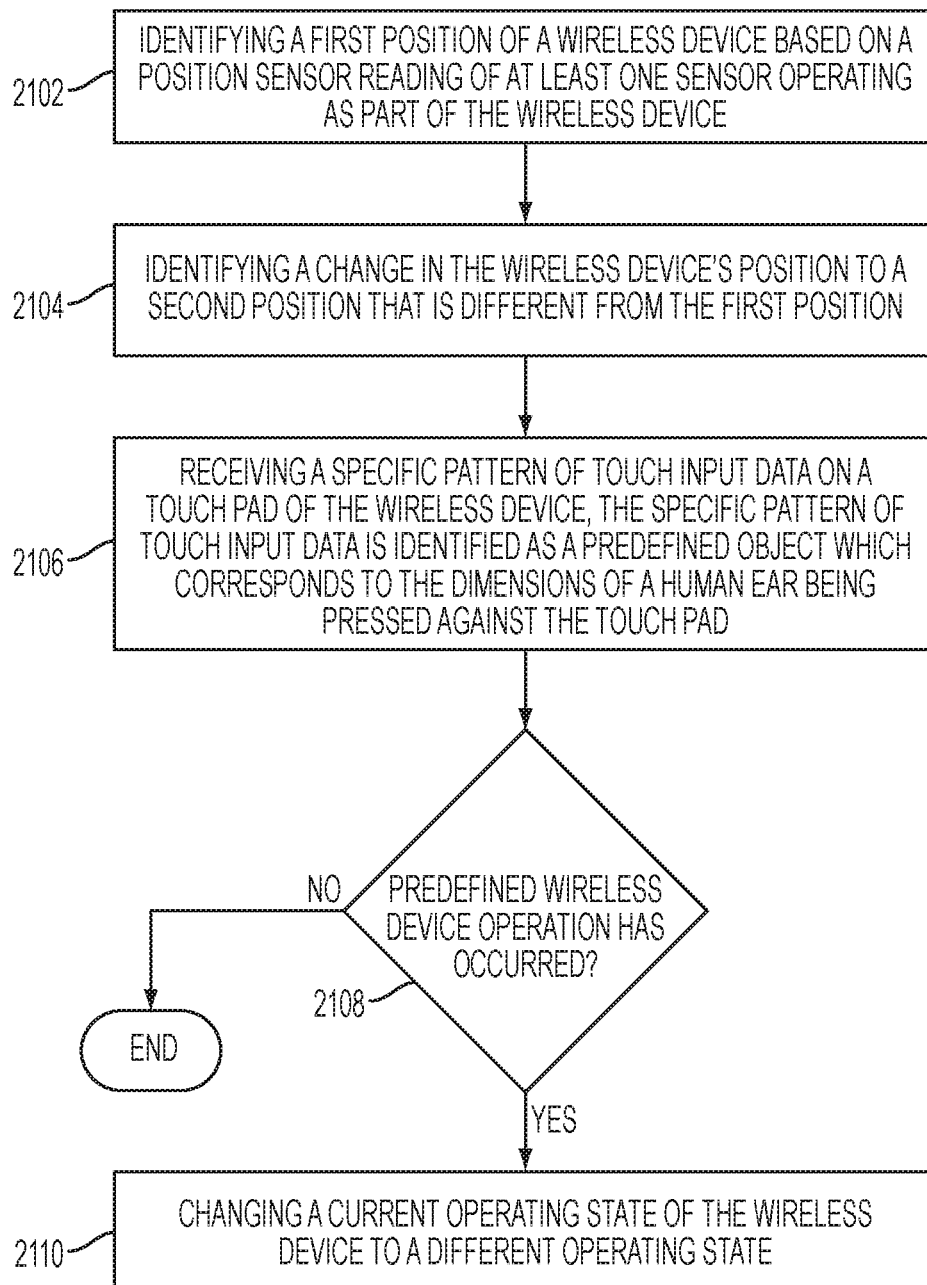 IDENTIFYING A FIRST POSITION OF A WIRELESS DEVICE BASED ON A
POSITION SENSOR READING OF AT LEAST ONE SENSOR OPERATING
AS PART OF THE WIRELESS DEVICE
2102
IDENTIFYING A CHANGE IN THE WIRELESS DEVICE'S POSITION TO A
SECOND POSITION THAT IS DIFFERENT FROM THE FIRST POSITION
2104
RECEIVING A SPECIFIC PATTERN OF TOUCH INPUT DATA ON A
TOUCH PAD OF THE WIRELESS DEVICE, THE SPECIFIC PATTERN OF
TOUCH INPUT DATA IS IDENTIFIED AS A PREDEFINED OBJECT WHICH
CORRESPONDS TO THE DIMENSIONS OF A HUMAN EAR BEING
PRESSED AGAINST THE TOUCH PAD
2106
NO
PREDEFINED WIRELESS
DEVICE OPERATION HAS
OCCURRED?
2108
END
YES
CHANGING A CURRENT OPERATING STATE OF THE WIRELESS
DEVICE TO A DIFFERENT OPERATING STATE
2110